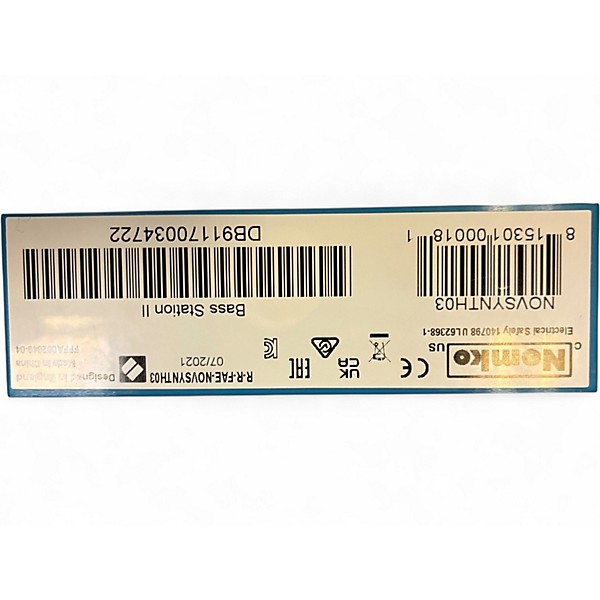 C Nemko US
Electrical Safety 140798 UL62368-1
NOVSYNTH03
8 15301 00018 1
CE UK CA EAC
R-R-FAE-NOVSYNTH03
07/2021
Bass Station II
DB91170034722
Designed in England
- Made in China